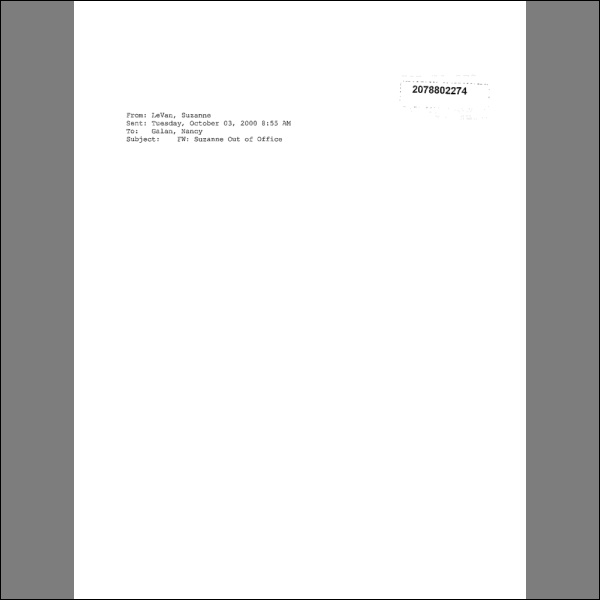 2078802274
From: LeVan, Suzanne
Sent: Tuesday, October 03, 2000 8:55 AM
To: Galan, Nancy
Subject: FW: Suzanne Out of Office